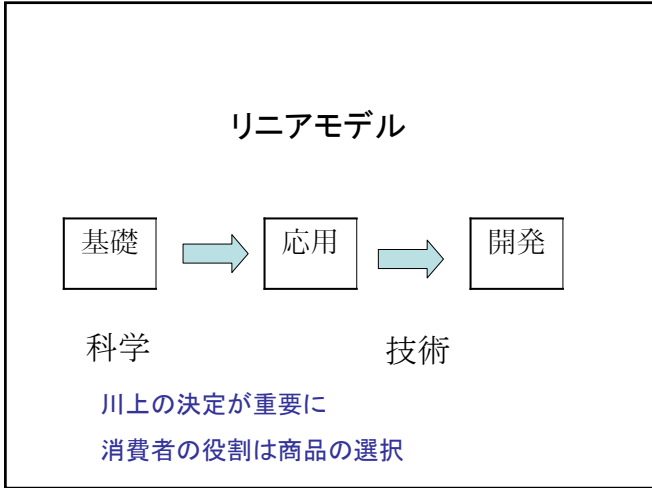 リニアモデル
基礎
応用
開発
科学
技術
川上の決定が重要に
消費者の役割は商品の選択